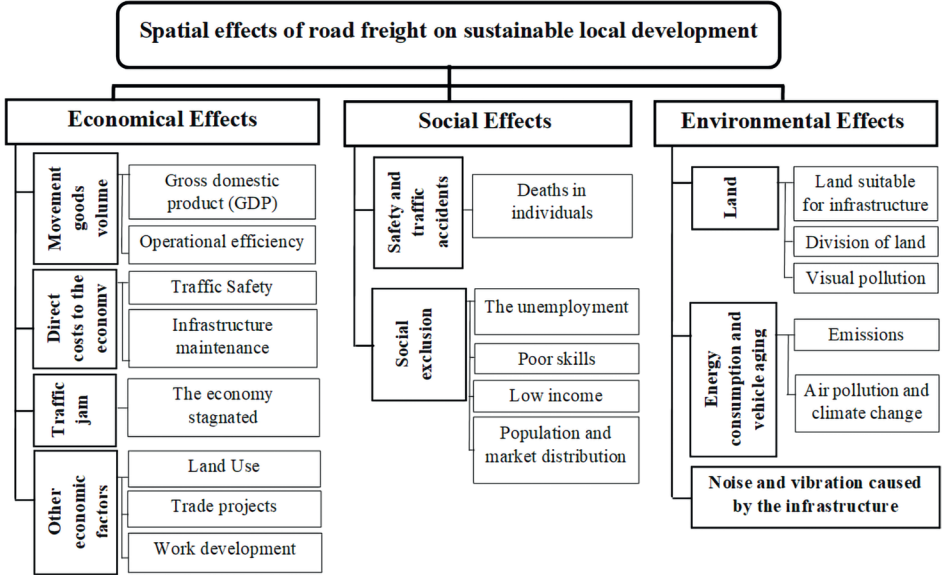 Spatial effects of road freight on sustainable local development
Economical Effects
Movement
goods
volume
Gross domestic
product (GDP)
Operational efficiency
Direct
costs to the
economy
Traffic Safety
Infrastructure
maintenance
Traffic
jam
The economy
stagnated
Other
economic
factors
Land Use
Trade projects
Work development
Social Effects
Safety and
traffic
accidents
Deaths in
individuals
Social
exclusion
The unemployment
Poor skills
Low income
Population and
market distribution
Environmental Effects
Land
Land suitable
for infrastructure
Division of land
Visual pollution
Energy
consumption and
vehicle aging
Emissions
Air pollution and
climate change
Noise and vibration caused
by the infrastructure